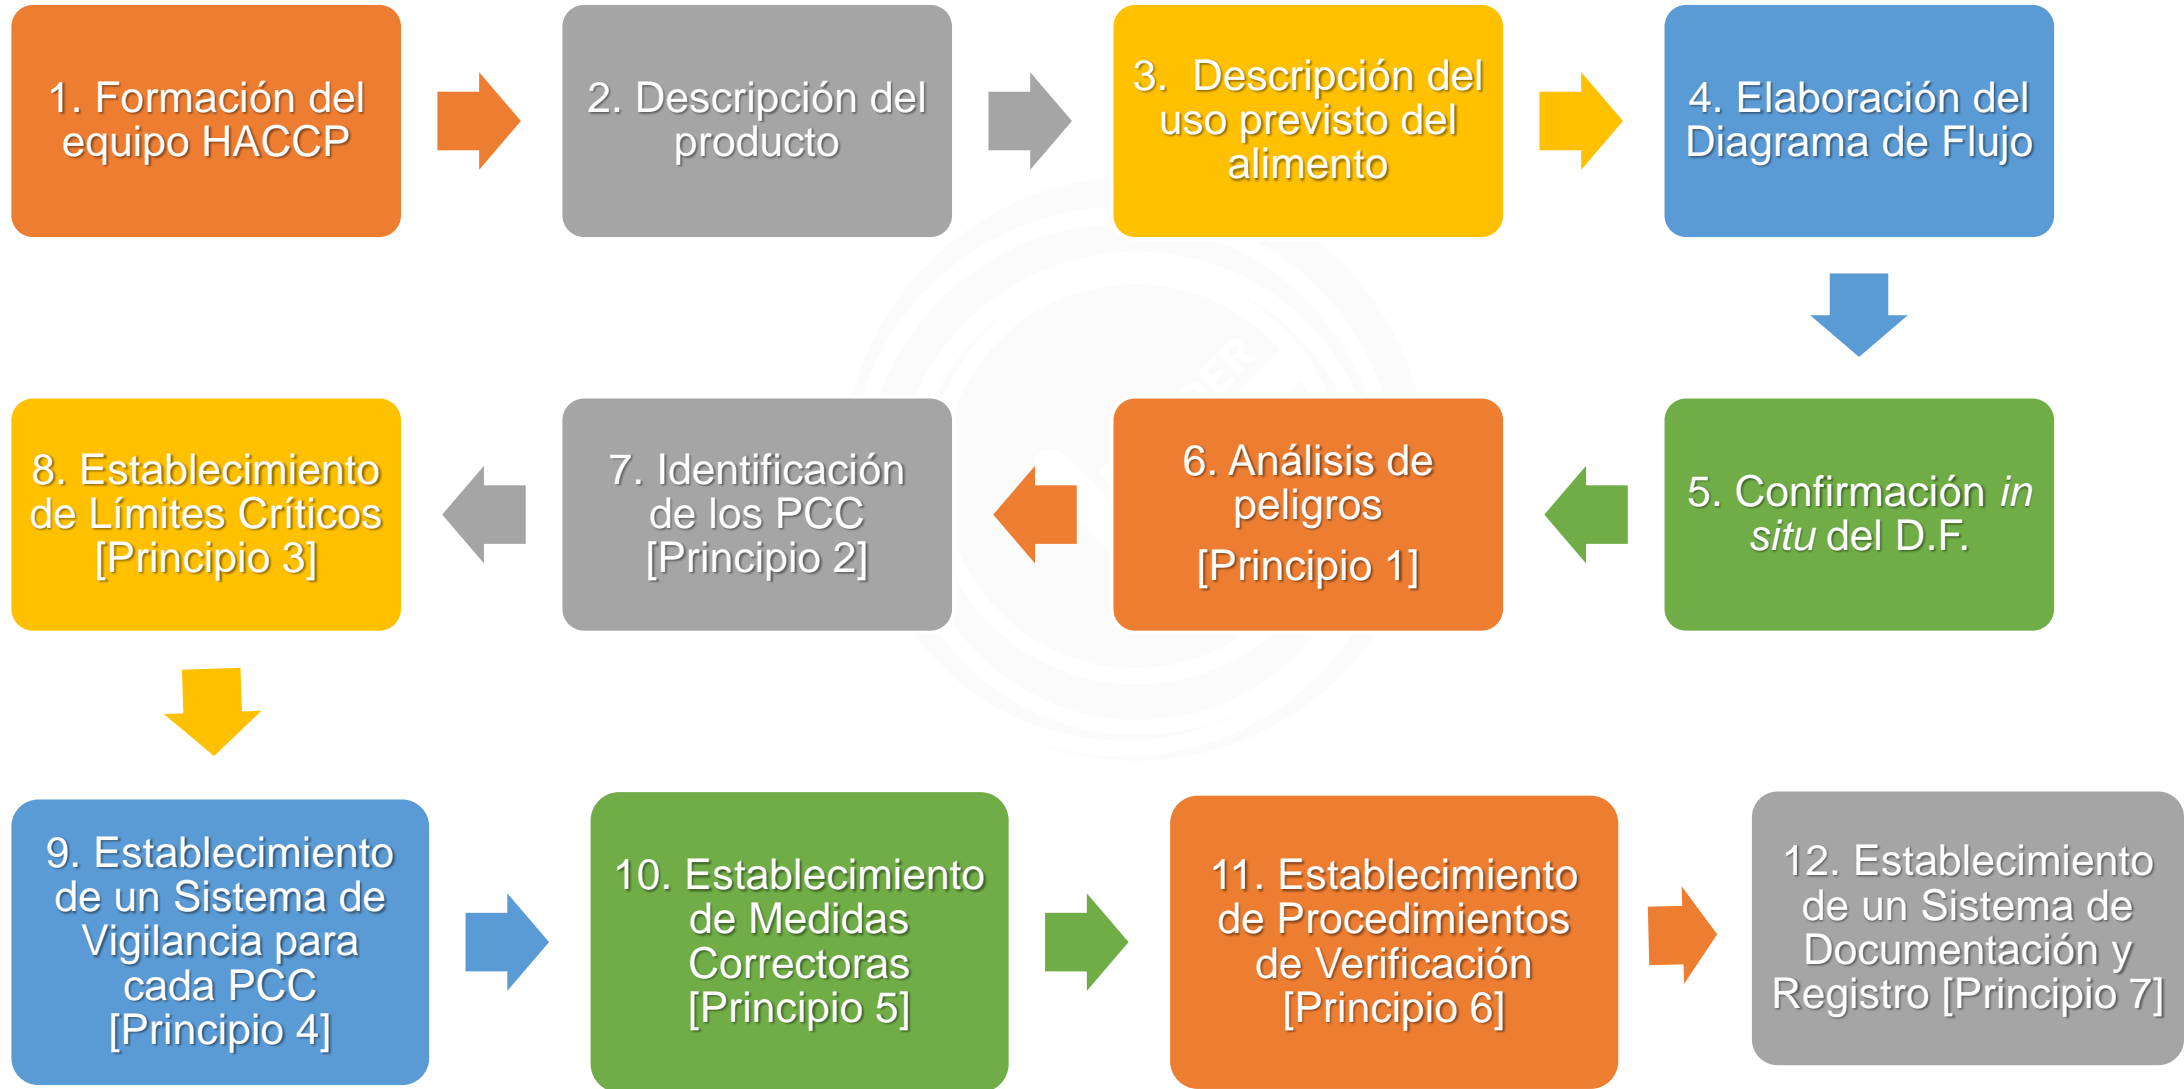 1. Formación del
equipo HACCP
2. Descripción del
producto
3. Descripción del
uso previsto del
alimento
4. Elaboración del
Diagrama de Flujo
5. Confirmación in
situ del D.F.
6. Análisis de
peligros
[Principio 1]
7. Identificación
de los PCC
[Principio 2]
8. Establecimiento
de Límites Críticos
[Principio 3]
9. Establecimiento
de un Sistema de
Vigilancia para
cada PCC
[Principio 4]
10. Establecimiento
de Medidas
Correctoras
[Principio 5]
11. Establecimiento
de Procedimientos
de Verificación
[Principio 6]
12. Establecimiento
de un Sistema de
Documentación y
Registro [Principio 7]